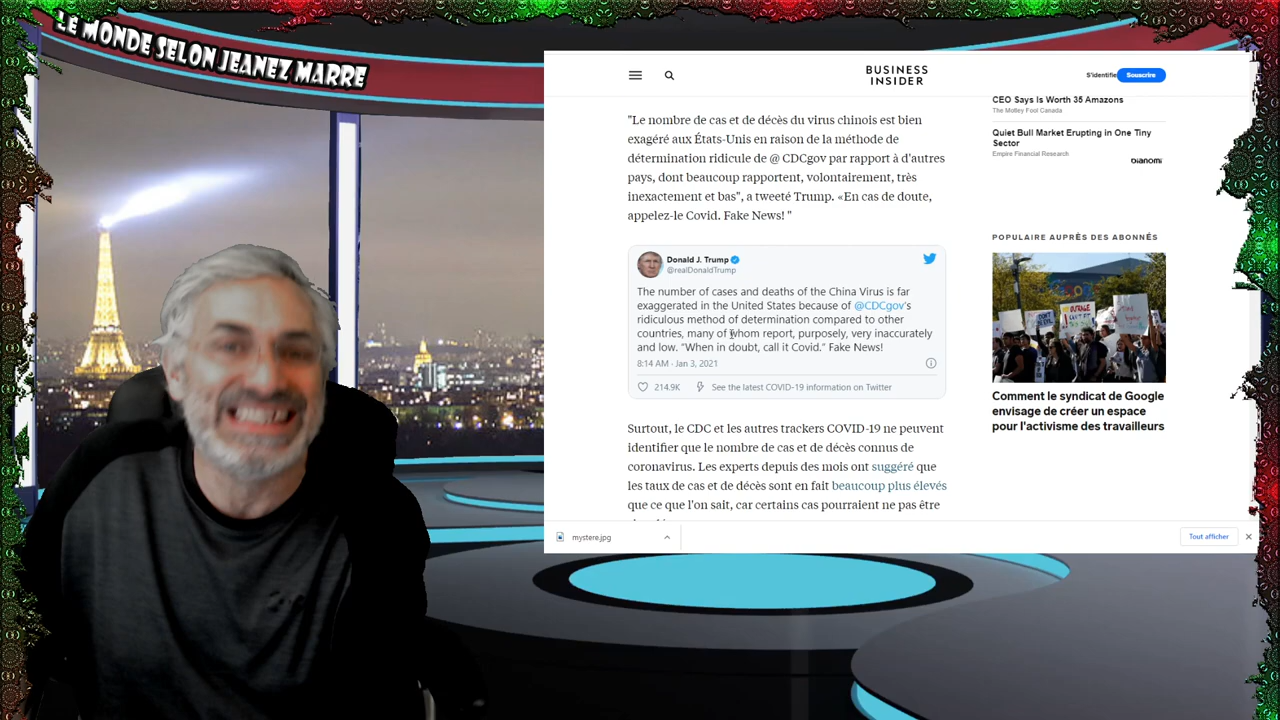 LE MONDE SELON JEANEZ MARRE
BUSINESS
INSIDER
S'identifie
Souscrire
"Le nombre de cas et de décès du virus chinois est bien
exagéré aux États-Unis en raison de la méthode de
détermination ridicule de @ CDCgov par rapport à d'autres
pays, dont beaucoup rapportent, volontairement, très
inexactement et bas", a tweeté Trump. «En cas de doute,
appelez-le Covid. Fake News! "
Donald J. Trump
@realDonaldTrump
The number of cases and deaths of the China Virus is far
exaggerated in the United States because of @CDCgov's
ridiculous method of determination compared to other
countries, many of whom report, purposely, very inaccurately
and low. "When in doubt, call it Covid." Fake News!
8:14 AM · Jan 3, 2021
214.9K See the latest COVID-19 information on Twitter
Surtout, le CDC et les autres trackers COVID-19 ne peuvent
identifier que le nombre de cas et de décès connus de
coronavirus. Les experts depuis des mois ont suggéré que
les taux de cas et de décès sont en fait beaucoup plus élevés
que ce que l'on sait, car certains cas pourraient ne pas être
CEO Says Is Worth 35 Amazons
The Motley Fool Canada
Quiet Bull Market Erupting in One Tiny
Sector
Empire Financial Research
DIANOMI
POPULAIRE AUPRÈS DES ABONNÉS
Comment le syndicat de Google
envisage de créer un espace
pour l'activisme des travailleurs
mystere.jpg
Tout afficher